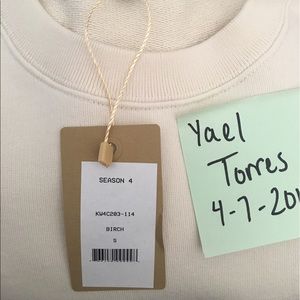 SEASON 4
KW4C203-114
BIRCH
S
Yael
Torres
4-7-201